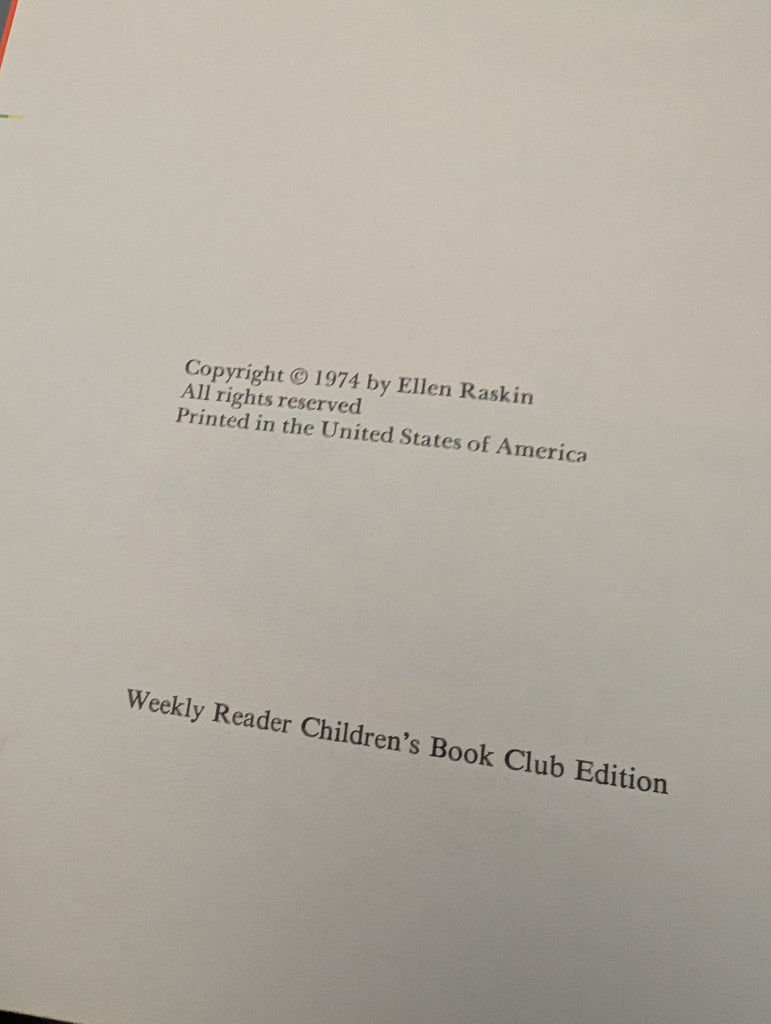 Copyright © 1974 by Ellen Raskin
All rights reserved
Printed in the United States of America
Weekly Reader Children's Book Club Edition